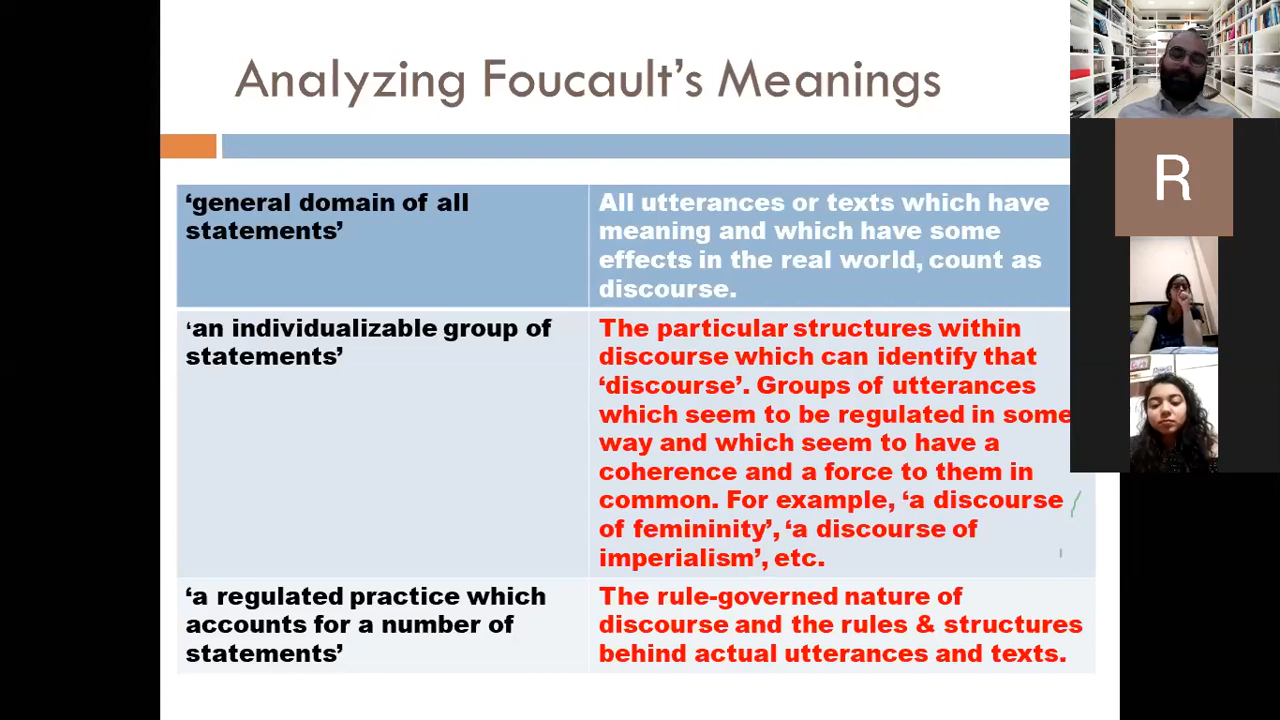 Analyzing Foucault's Meanings
‘general domain of all
statements’
All utterances or texts which have
meaning and which have some
effects in the real world, count as
discourse.
‘an individualizable group of
statements’
The particular structures within
discourse which can identify that
‘discourse’. Groups of utterances
which seem to be regulated in some
way and which seem to have a
coherence and a force to them in
common. For example, ‘a discourse
of femininity’, ‘a discourse of
imperialism’, etc.
‘a regulated practice which
accounts for a number of
statements’
The rule-governed nature of
discourse and the rules & structures
behind actual utterances and texts.
R